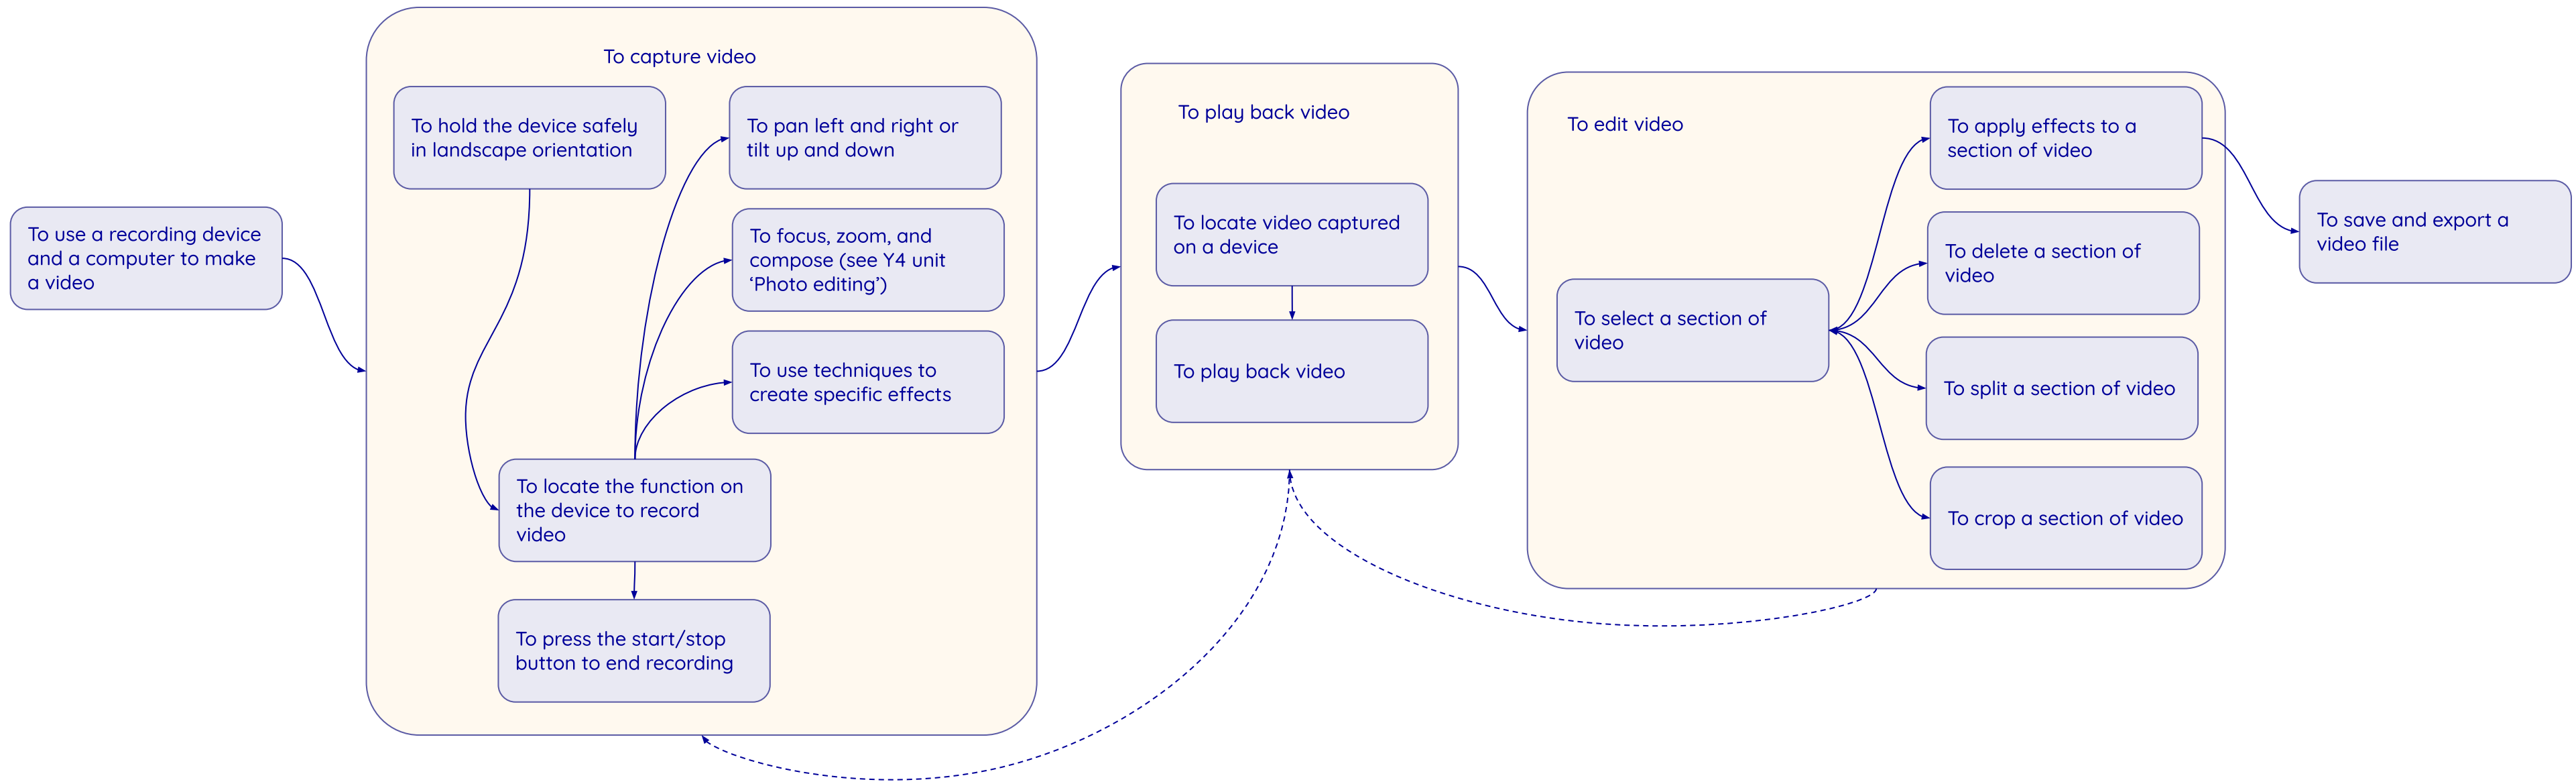 To use a recording device
and a computer to make
a video
To capture video
To hold the device safely
in landscape orientation
To pan left and right or
tilt up and down
To focus, zoom, and
compose (see Y4 unit
‘Photo editing’)
To use techniques to
create specific effects
To locate the function on
the device to record
video
To press the start/stop
button to end recording
To play back video
To locate video captured
on a device
To play back video
To edit video
To select a section of
video
To apply effects to a
section of video
To delete a section of
video
To split a section of video
To crop a section of video
To save and export a
video file